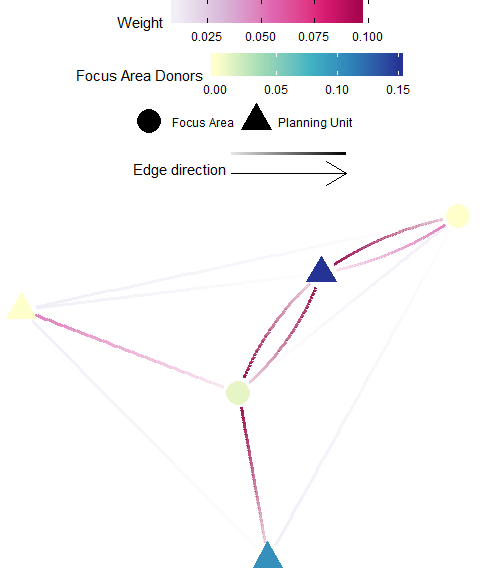 Weight
0.025 0.050 0.075 0.100
Focus Area Donors
0.00 0.05 0.10 0.15
Focus Area Planning Unit
Edge direction